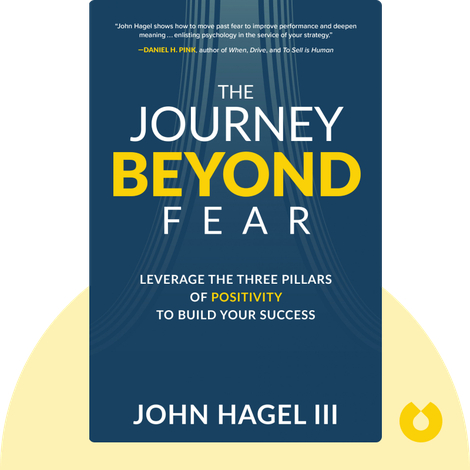 "John Hagel shows how to move past fear to improve performance and deepen
meaning ... enlisting psychology in the service of your strategy."
—DANIEL H. PINK, author of When, Drive, and To Sell is Human
THE
JOURNEY
BEYOND
FEAR
LEVERAGE THE THREE PILLARS
OF POSITIVITY
TO BUILD YOUR SUCCESS
JOHN HAGEL III